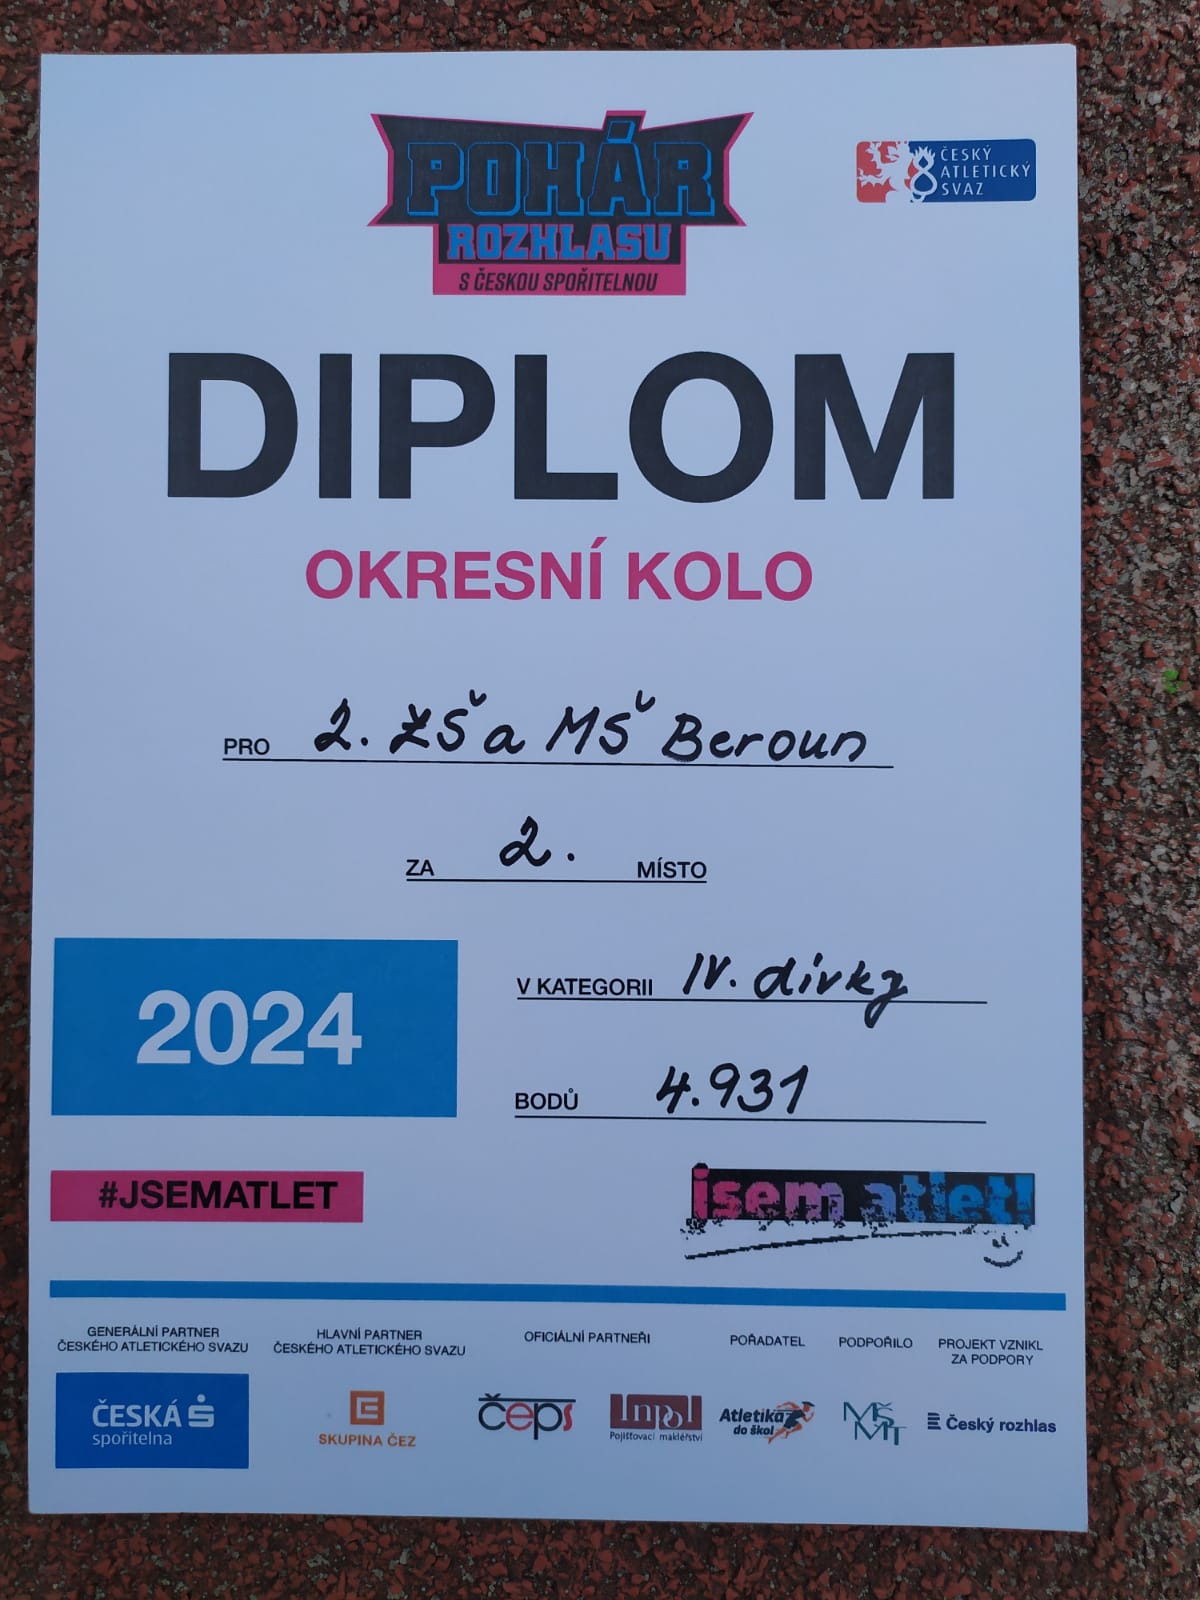 POHÁR
ROZHLASU
S ČESKOU SPOŘITELNOU
ČESKÝ
ATLETICKÝ
SVAZ
DIPLOM
OKRESNÍ KOLO
PRO 2. ZŠ a MŠ Beroun
ZA 2. MÍSTO
2024
V KATEGORII IV. dívky
BODŮ 4.931
#JSEMATLET
jsem atlet!
GENERÁLNÍ PARTNER
ČESKÉHO ATLETICKÉHO SVAZU
ČESKÁ
spořitelna
HLAVNÍ PARTNER
ČESKÉHO ATLETICKÉHO SVAZU
SKUPINA ČEZ
OFICIÁLNÍ PARTNEŘI
čeps
Inpol
Pojišťovací makléřství
POŘADATEL
Atletika
do škol
PODPOŘILO
MŠ
MT
PROJEKT VZNIKL
ZA PODPORY
Český rozhlas